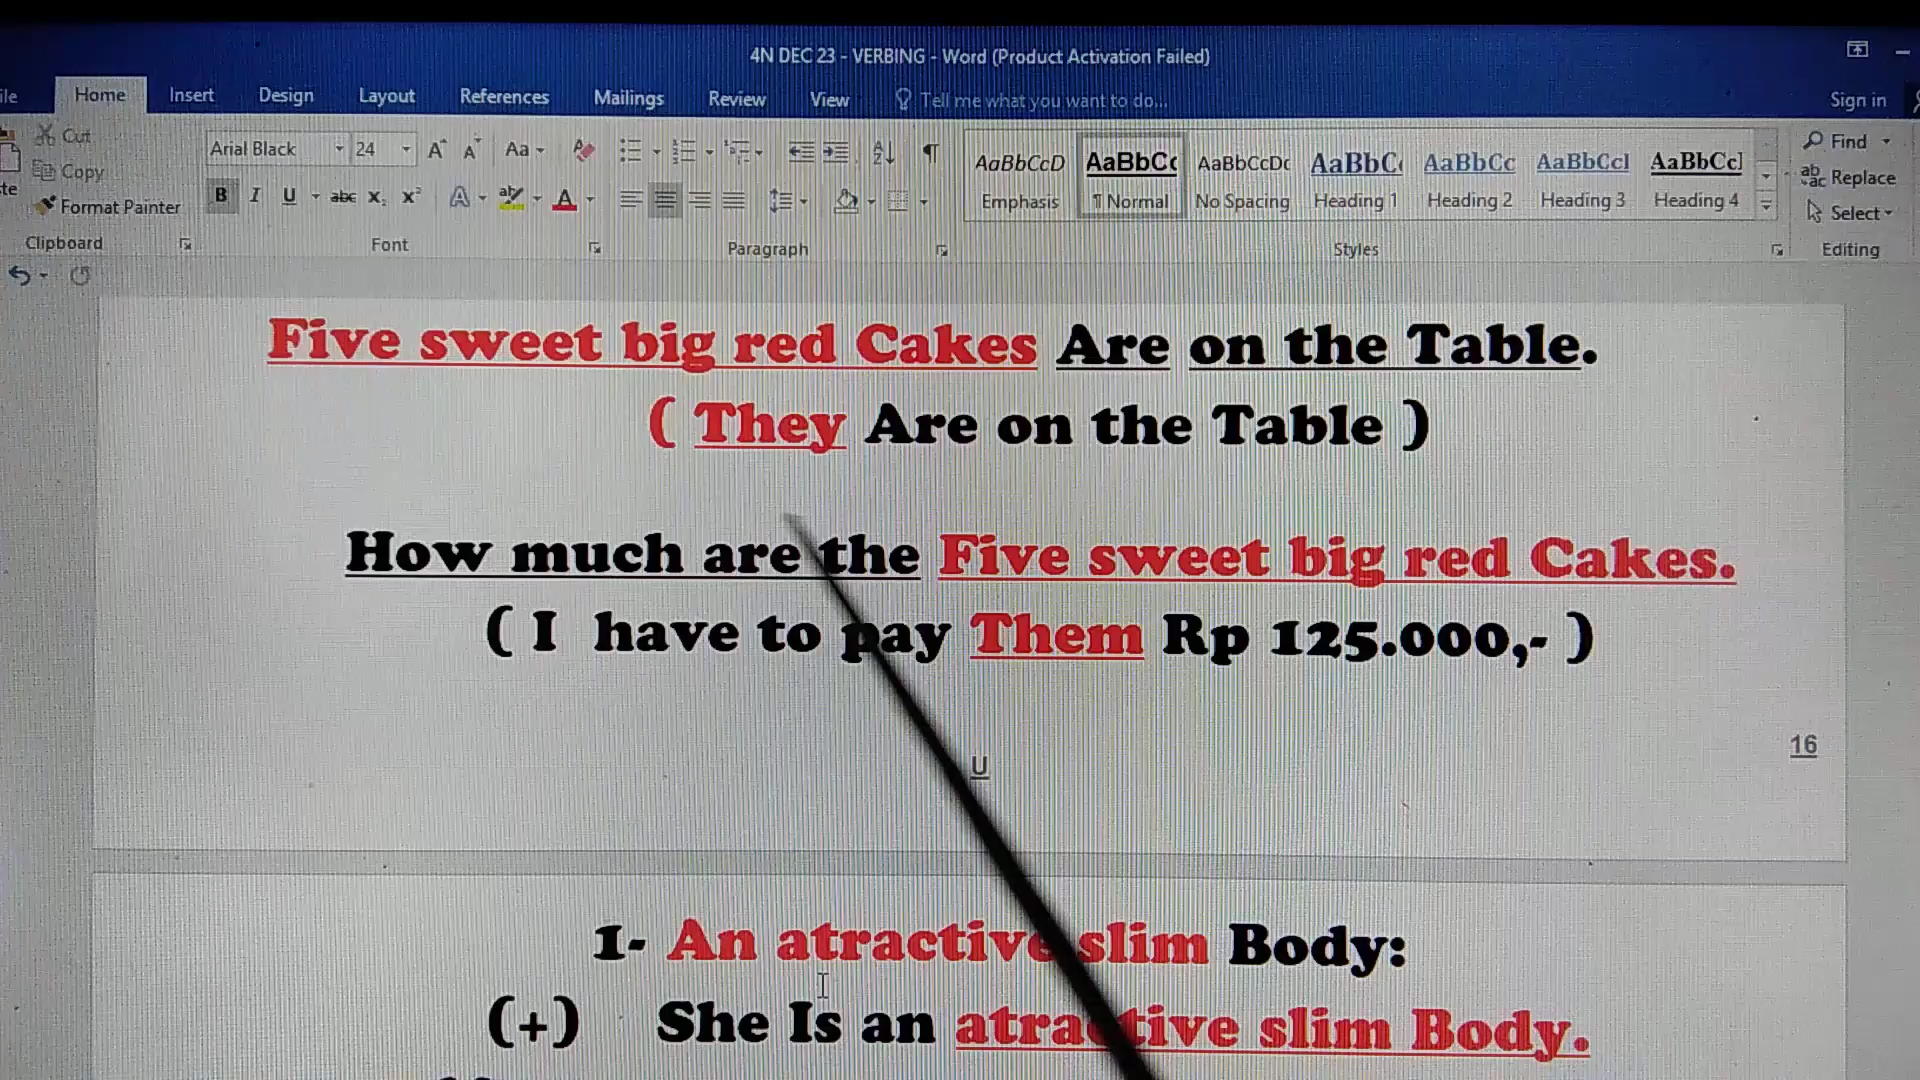 4N DEC 23 - VERBING - Word (Product Activation Failed)
Home Insert Design Layout References Mailings Review View Tell me what you want to do... Sign in
Cut
Copy
Format Painter
Clipboard
Arial Black 24
Font
Paragraph
AaBbCcD AaBbCc AaBbCcDc AaBbC AaBbCc AaBbCcI AaBbCcI
Emphasis ¶ Normal No Spacing Heading 1 Heading 2 Heading 3 Heading 4
Styles
Find
Replace
Select
Editing
Five sweet big red Cakes Are on the Table.
( They Are on the Table )
How much are the Five sweet big red Cakes.
( I have to pay Them Rp 125.000,- )
U
16
1- An atractive slim Body:
(+) She Is an atractive slim Body.